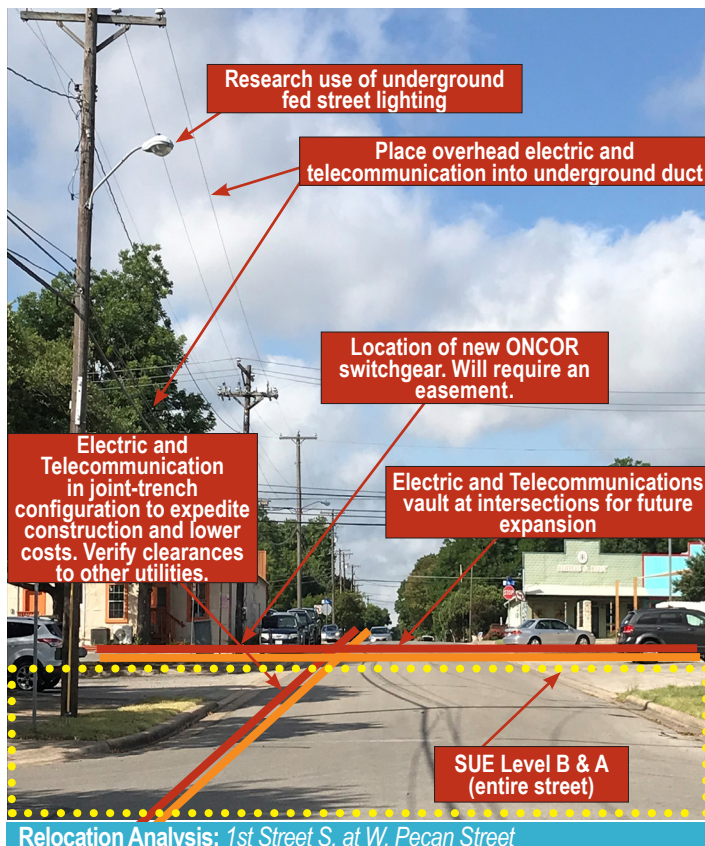 Research use of underground
fed street lighting
Place overhead electric and
telecommunication into underground duct
Location of new ONCOR
switchgear. Will require an
easement.
Electric and
Telecommunication
in joint-trench
configuration to expedite
construction and lower
costs. Verify clearances
to other utilities.
Electric and Telecommunications
vault at intersections for future
expansion
STOP
SUE Level B & A
(entire street)
Relocation Analysis: 1st Street S. at W. Pecan Street